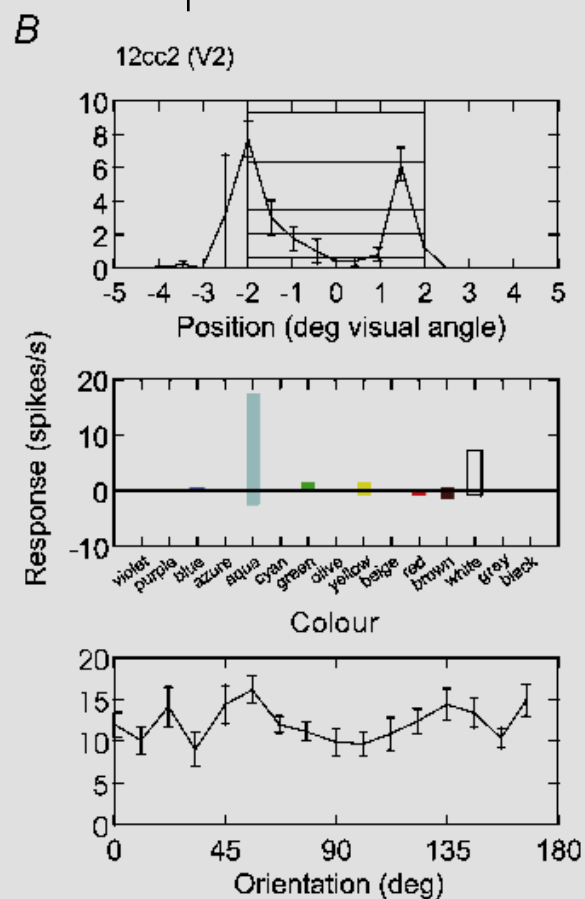 B
12cc2 (V2)
10
8
6
4
2
0
-5 -4 -3 -2 -1 0 1 2 3 4 5
Position (deg visual angle)
Response (spikes/s)
20
10
0
-10
violet purple blue azure aqua cyan green olive yellow beige red brown white grey black
Colour
20
15
10
5
0
0 45 90 135 180
Orientation (deg)